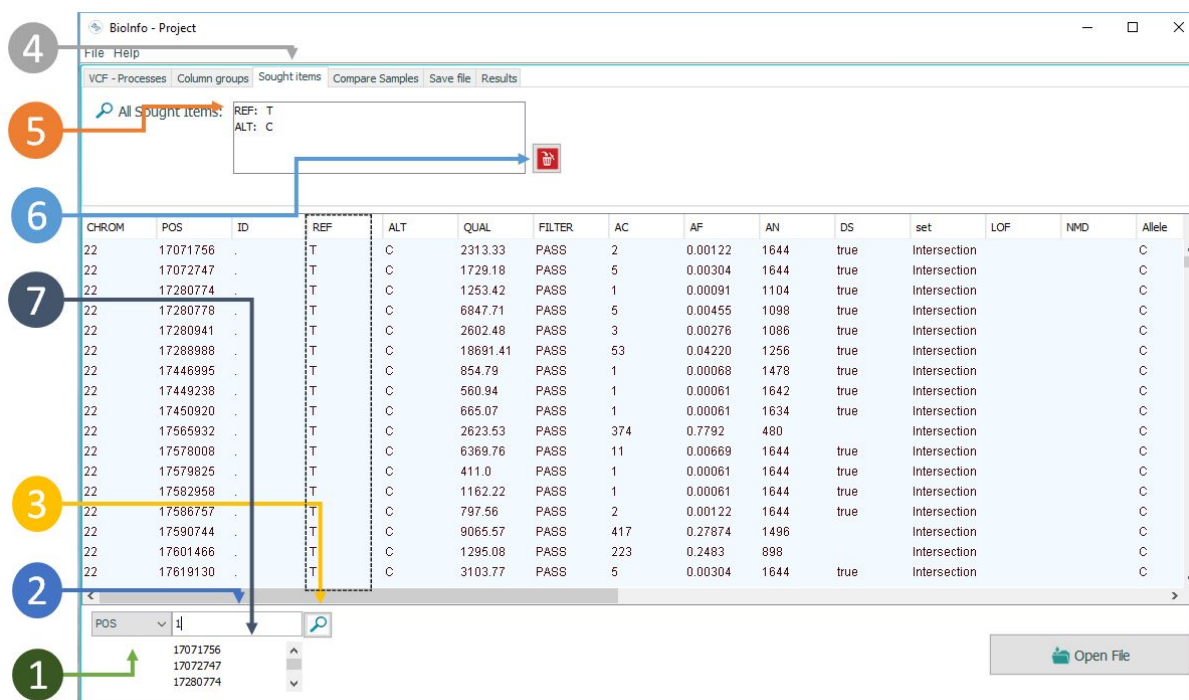 BioInfo - Project
4
File Help
VCF - Processes Column groups Sought items Compare Samples Save file Results
5
All Sought Items:
REF: T
ALT: C
6
CHROM POS ID REF ALT QUAL FILTER AC AF AN DS set LOF NMD Allele
22 17071756 . T C 2313.33 PASS 2 0.00122 1644 true Intersection C
22 17072747 . T C 1729.18 PASS 5 0.00304 1644 true Intersection C
22 17280774 . T C 1253.42 PASS 1 0.00091 1104 true Intersection C
7
22 17280778 . T C 6847.71 PASS 5 0.00455 1098 true Intersection C
22 17280941 . T C 2602.48 PASS 3 0.00276 1086 true Intersection C
22 17288988 . T C 18691.41 PASS 53 0.04220 1256 true Intersection C
22 17446995 . T C 854.79 PASS 1 0.00068 1478 true Intersection C
22 17449238 . T C 560.94 PASS 1 0.00061 1642 true Intersection C
22 17450920 . T C 665.07 PASS 1 0.00061 1634 true Intersection C
22 17565932 . T C 2623.53 PASS 374 0.7792 480 Intersection C
22 17578008 . T C 6369.76 PASS 11 0.00669 1644 true Intersection C
22 17579825 . T C 411.0 PASS 1 0.00061 1644 true Intersection C
22 17582958 . T C 1162.22 PASS 1 0.00061 1644 true Intersection C
3
22 17586757 . T C 797.56 PASS 2 0.00122 1644 true Intersection C
22 17590744 . T C 9065.57 PASS 417 0.27874 1496 Intersection C
22 17601466 . T C 1295.08 PASS 223 0.2483 898 Intersection C
22 17619130 . T C 3103.77 PASS 5 0.00304 1644 true Intersection C
2
POS 1
17071756
17072747
17280774
Open File
1